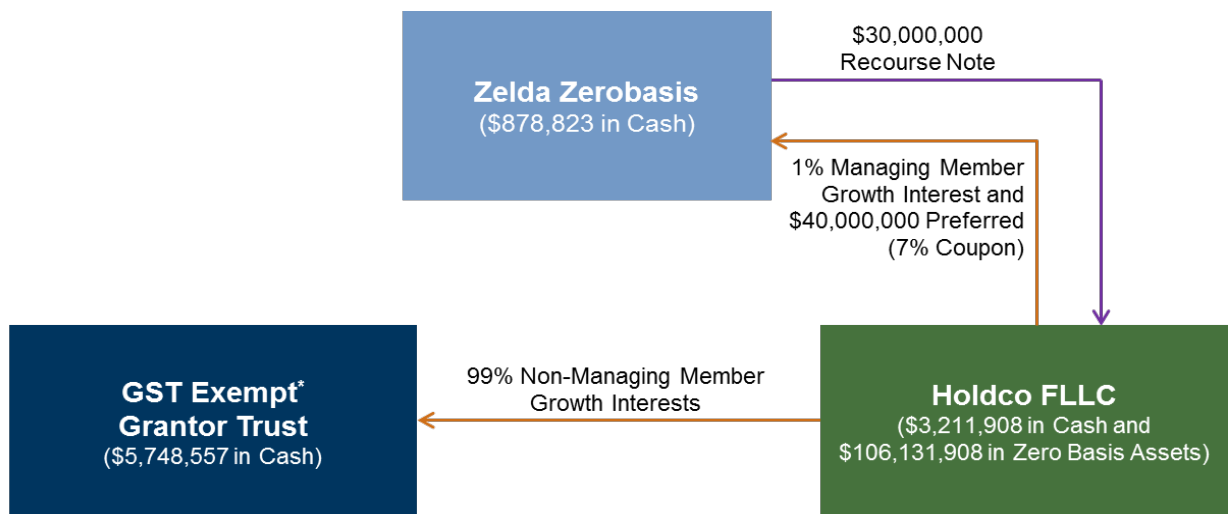 Zelda Zerobasis
($878,823 in Cash)
$30,000,000
Recourse Note
1% Managing Member
Growth Interest and
$40,000,000 Preferred
(7% Coupon)
GST Exempt*
Grantor Trust
($5,748,557 in Cash)
99% Non-Managing Member
Growth Interests
Holdco FLLC
($3,211,908 in Cash and
$106,131,908 in Zero Basis Assets)